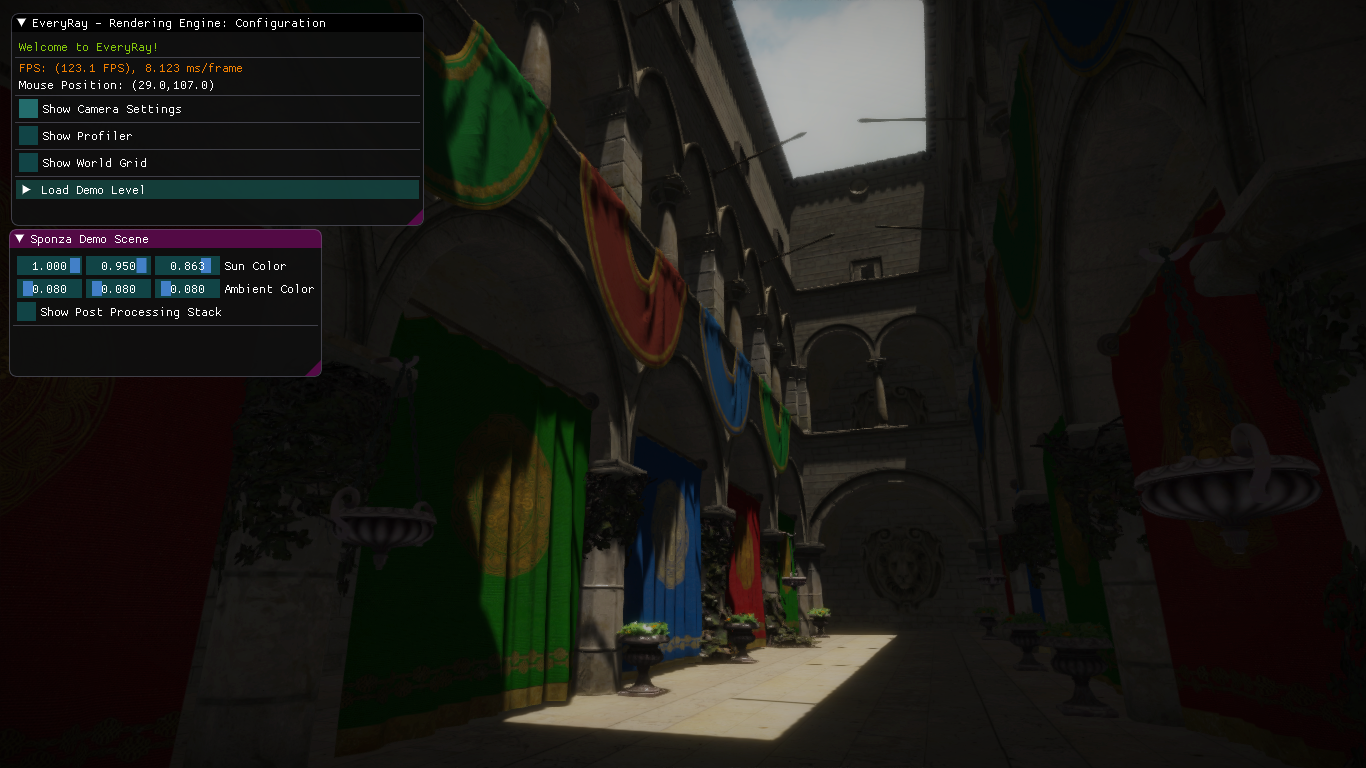 EveryRay - Rendering Engine: Configuration
Welcome to EveryRay!
FPS: (123.1 FPS), 8.123 ms/frame
Mouse Position: (29.0,107.0)
Show Camera Settings
Show Profiler
Show World Grid
Load Demo Level
Sponza Demo Scene
1.000 0.950 0.863 Sun Color
0.080 0.080 0.080 Ambient Color
Show Post Processing Stack